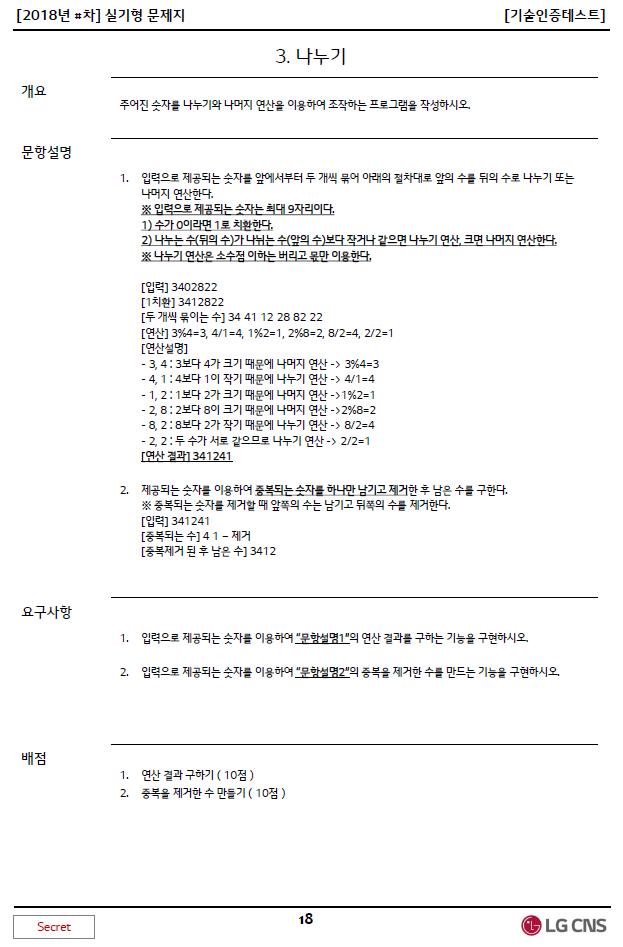 [2018년 #차] 실기형 문제지 [기술인증테스트]
3. 나누기
개요
주어진 숫자를 나누기와 나머지 연산을 이용하여 조작하는 프로그램을 작성하시오.
문항설명
1. 입력으로 제공되는 숫자를 앞에서부터 두 개씩 묶어 아래의 절차대로 앞의 수를 뒤의 수로 나누기 또는
나머지 연산한다.
※ 입력으로 제공되는 숫자는 최대 9자리이다.
1) 수가 0이라면 1로 치환한다.
2) 나누는 수(뒤의 수)가 나뉘는 수(앞의 수)보다 작거나 같으면 나누기 연산, 크면 나머지 연산한다.
※ 나누기 연산은 소수점 이하는 버리고 몫만 이용한다.
[입력] 3402822
[1치환] 3412822
[두 개씩 묶이는 수] 34 41 12 28 82 22
[연산] 3%4=3, 4/1=4, 1%2=1, 2%8=2, 8/2=4, 2/2=1
[연산설명]
- 3, 4 : 3보다 4가 크기 때문에 나머지 연산 -> 3%4=3
- 4, 1 : 4보다 1이 작기 때문에 나누기 연산 -> 4/1=4
- 1, 2 : 1보다 2가 크기 때문에 나머지 연산 ->1%2=1
- 2, 8 : 2보다 8이 크기 때문에 나머지 연산 ->2%8=2
- 8, 2 : 8보다 2가 작기 때문에 나누기 연산 -> 8/2=4
- 2, 2 : 두 수가 서로 같으므로 나누기 연산 -> 2/2=1
[연산 결과] 341241
2. 제공되는 숫자를 이용하여 중복되는 숫자를 하나만 남기고 제거한 후 남은 수를 구한다.
※ 중복되는 숫자를 제거할 때 앞쪽의 수는 남기고 뒤쪽의 수를 제거한다.
[입력] 341241
[중복되는 수] 4 1 – 제거
[중복제거 된 후 남은 수] 3412
요구사항
1. 입력으로 제공되는 숫자를 이용하여 “문항설명1”의 연산 결과를 구하는 기능을 구현하시오.
2. 입력으로 제공되는 숫자를 이용하여 “문항설명2”의 중복을 제거한 수를 만드는 기능을 구현하시오.
배점
1. 연산 결과 구하기 ( 10점 )
2. 중복을 제거한 수 만들기 ( 10점 )
Secret 18 LG CNS